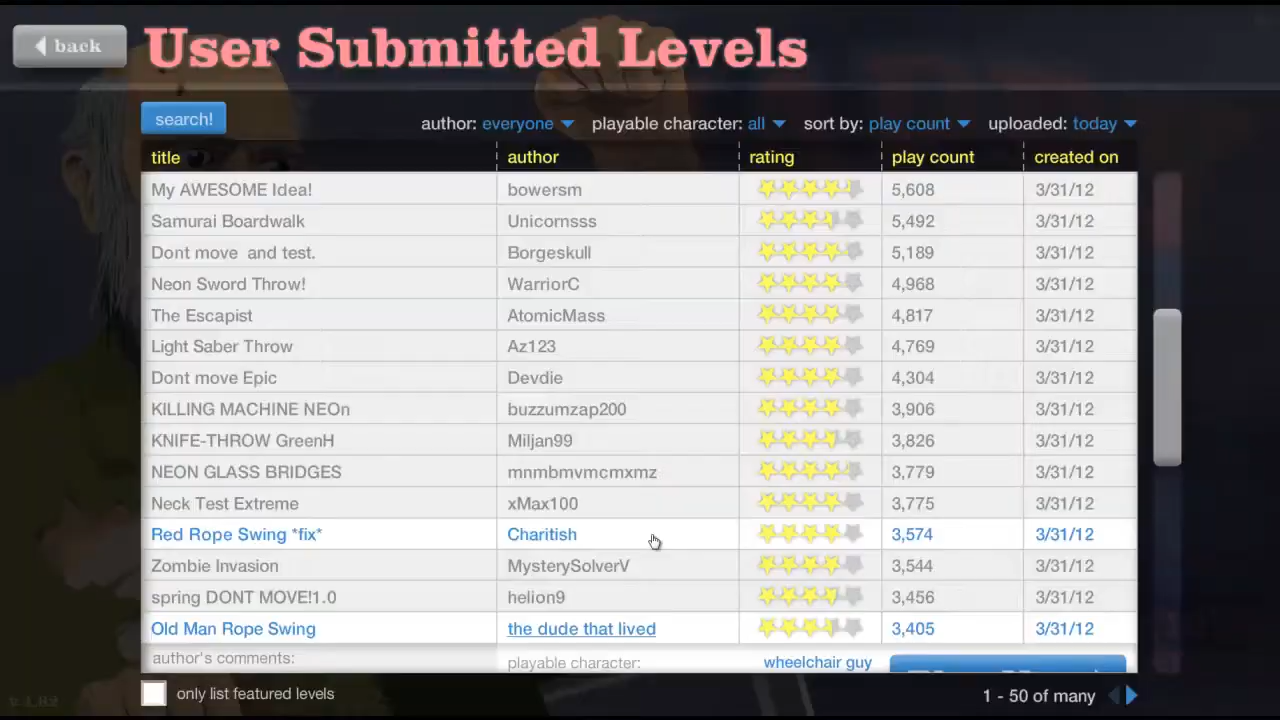 back
User Submitted Levels
search!
author: everyone playable character: all sort by: play count uploaded: today
title author rating play count created on
My AWESOME Idea! bowersm 5,608 3/31/12
Samurai Boardwalk Unicornsss 5,492 3/31/12
Dont move and test. Borgeskull 5,189 3/31/12
Neon Sword Throw! WarriorC 4,968 3/31/12
The Escapist AtomicMass 4,817 3/31/12
Light Saber Throw Az123 4,769 3/31/12
Dont move Epic Devdie 4,304 3/31/12
KILLING MACHINE NEOn buzzumzap200 3,906 3/31/12
KNIFE-THROW GreenH Miljan99 3,826 3/31/12
NEON GLASS BRIDGES mnmbmvmcmxmz 3,779 3/31/12
Neck Test Extreme xMax100 3,775 3/31/12
Red Rope Swing *fix* Charitish 3,574 3/31/12
Zombie Invasion MysterySolverV 3,544 3/31/12
spring DONT MOVE!1.0 helion9 3,456 3/31/12
Old Man Rope Swing the dude that lived 3,405 3/31/12
author's comments: playable character: wheelchair guy
only list featured levels 1 - 50 of many
v 1.82